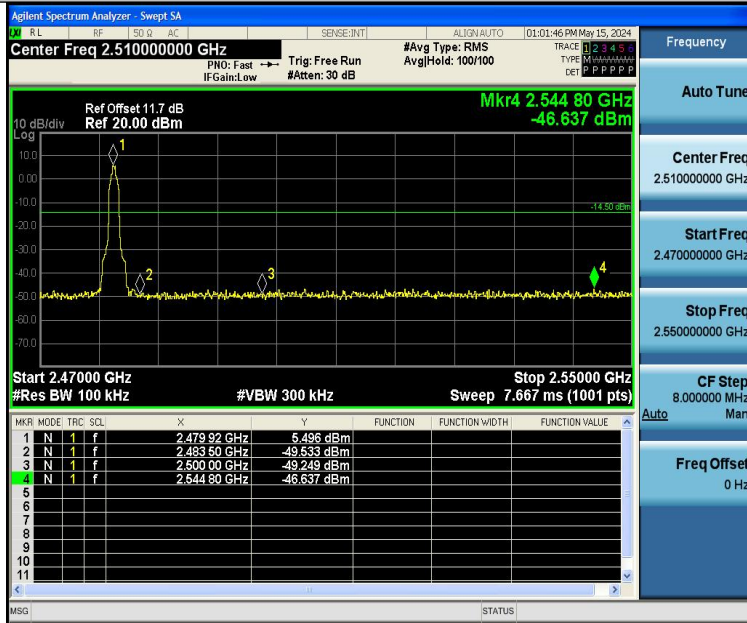 Agilent Spectrum Analyzer - Swept SA
LXI RL RF 50 Ω AC SENSE:INT ALIGN AUTO 01:01:46 PM May 15, 2024
Center Freq 2.510000000 GHz
PNO: Fast
IFGain:Low
Trig: Free Run
#Atten: 30 dB
#Avg Type: RMS
Avg|Hold: 100/100
TRACE 1 2 3 4 5 6
TYPE M
DET P P P P P P
Mkr4 2.544 80 GHz
-46.637 dBm
Ref Offset 11.7 dB
10 dB/div Ref 20.00 dBm
Log
10.0
0.00
-10.0
-20.0
-30.0
-40.0
-50.0
-60.0
-70.0
1
2
3
4
-14.50 dBm
Start 2.47000 GHz Stop 2.55000 GHz
#Res BW 100 kHz #VBW 300 kHz Sweep 7.667 ms (1001 pts)
MKR MODE TRC SCL X Y FUNCTION FUNCTION WIDTH FUNCTION VALUE
1 N 1 f 2.479 92 GHz 5.496 dBm
2 N 1 f 2.483 50 GHz -49.533 dBm
3 N 1 f 2.500 00 GHz -49.249 dBm
4 N 1 f 2.544 80 GHz -46.637 dBm
5
6
7
8
9
10
11
MSG STATUS
Frequency
Auto Tune
Center Freq
2.510000000 GHz
Start Freq
2.470000000 GHz
Stop Freq
2.550000000 GHz
CF Step
8.000000 MHz
Auto Man
Freq Offset
0 Hz